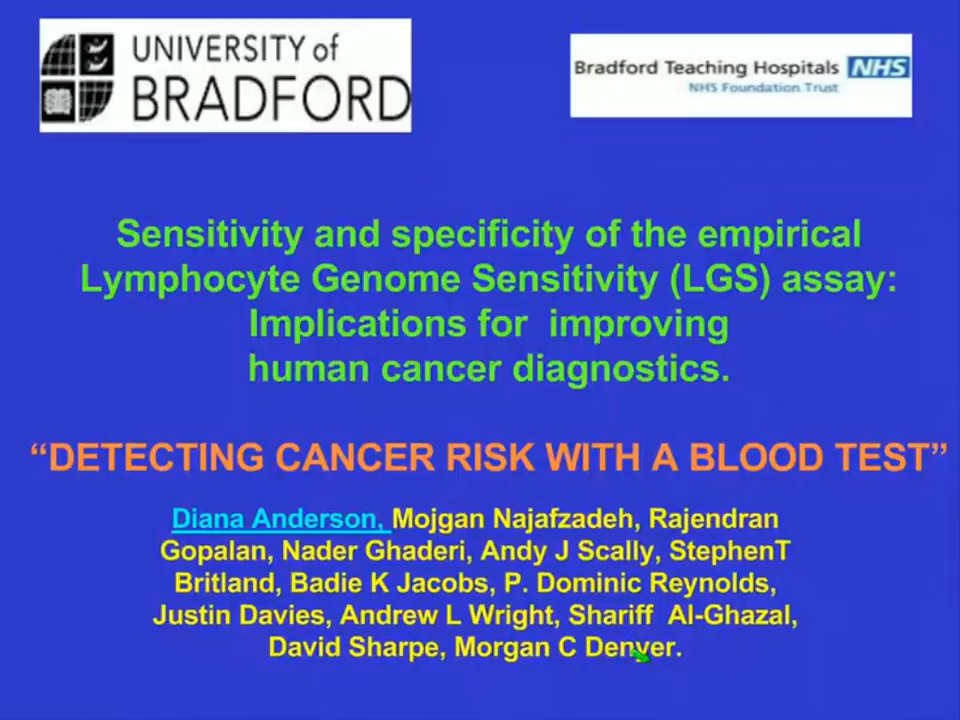 UNIVERSITY of
BRADFORD
Bradford Teaching Hospitals NHS
NHS Foundation Trust
Sensitivity and specificity of the empirical
Lymphocyte Genome Sensitivity (LGS) assay:
Implications for improving
human cancer diagnostics.
“DETECTING CANCER RISK WITH A BLOOD TEST”
Diana Anderson, Mojgan Najafzadeh, Rajendran
Gopalan, Nader Ghaderi, Andy J Scally, StephenT
Britland, Badie K Jacobs, P. Dominic Reynolds,
Justin Davies, Andrew L Wright, Shariff Al-Ghazal,
David Sharpe, Morgan C Denyer.